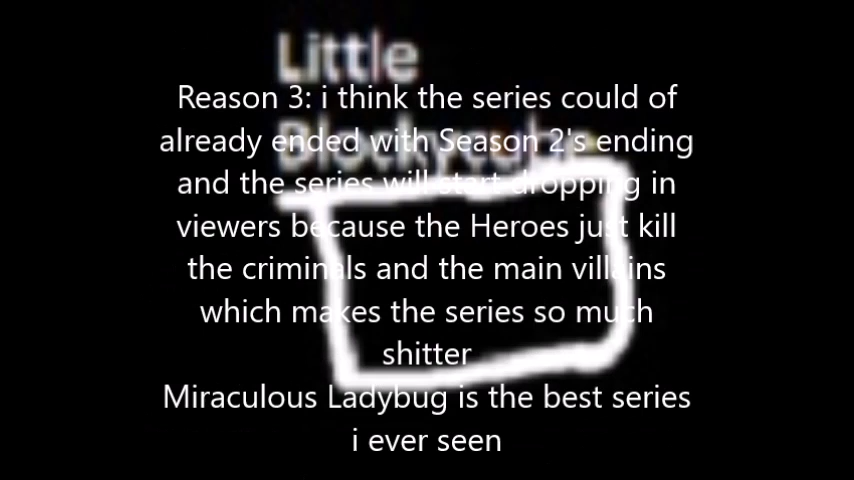 Little
Reason 3: i think the series could of
already ended with Season 2's ending
and the series will start dropping in
viewers because the Heroes just kill
the criminals and the main villains
which makes the series so much
shitter
Miraculous Ladybug is the best series
i ever seen